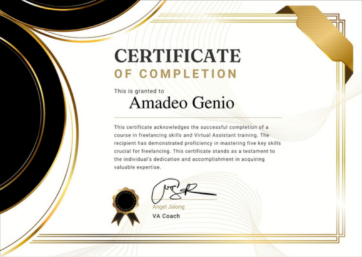 CERTIFICATE
OF COMPLETION
This is granted to
Amadeo Genio
This certificate acknowledges the successful completion of a
course in freelancing skills and Virtual Assistant training. The
recipient has demonstrated proficiency in mastering five key skills
crucial for freelancing. This certificate stands as a testament to
the individual's dedication and accomplishment in acquiring
valuable expertise.
Angel
VA Coach